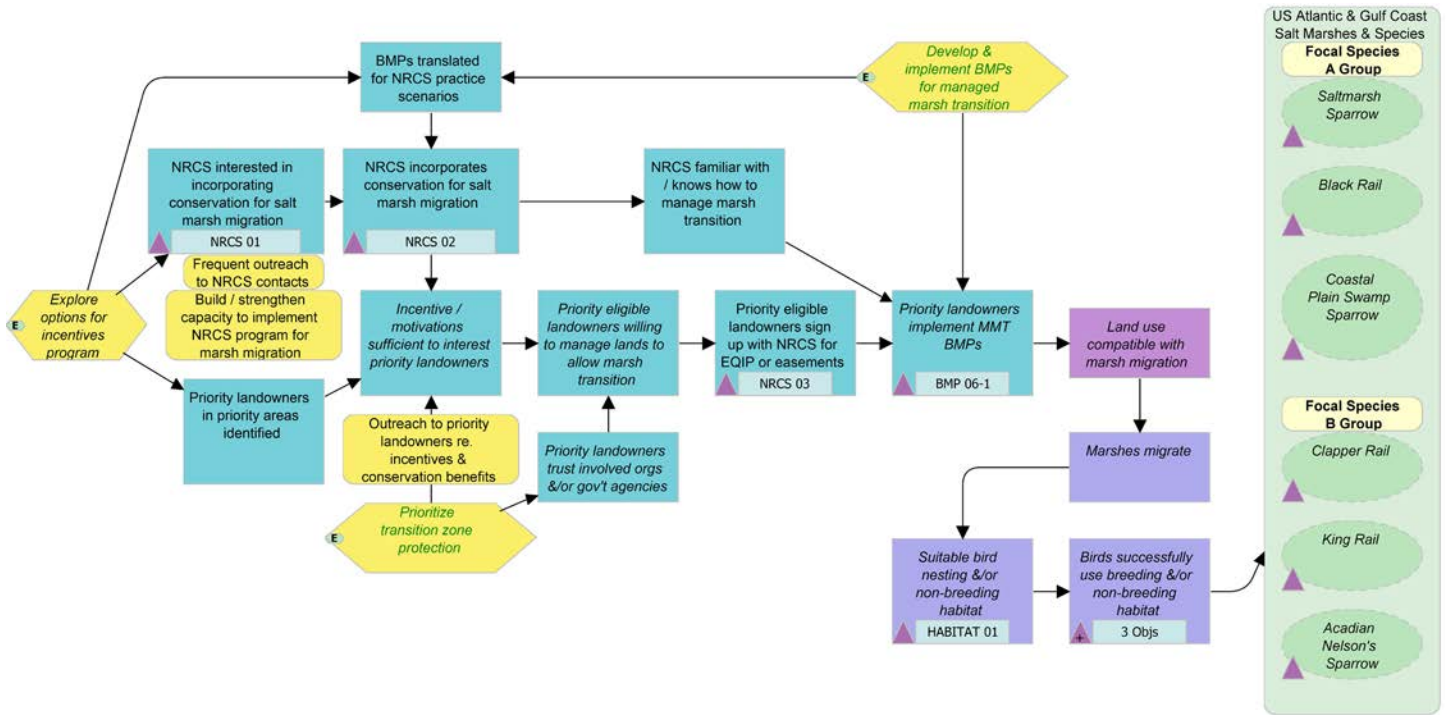 US Atlantic & Gulf Coast
Salt Marshes & Species
Focal Species
A Group
Saltmarsh
Sparrow
Black Rail
Coastal
Plain Swamp
Sparrow
Focal Species
B Group
Clapper Rail
King Rail
Acadian
Nelson's
Sparrow
BMPs translated
for NRCS practice
scenarios
E
Develop &
implement BMPs
for managed
marsh transition
NRCS interested in
incorporating
conservation for salt
marsh migration
NRCS 01
NRCS incorporates
conservation for salt
marsh migration
NRCS 02
NRCS familiar with
/ knows how to
manage marsh
transition
Frequent outreach
to NRCS contacts
Build / strengthen
capacity to implement
NRCS program for
marsh migration
E
Explore
options for
incentives
program
Incentive /
motivations
sufficient to interest
priority landowners
Priority eligible
landowners willing
to manage lands to
allow marsh
transition
Priority eligible
landowners sign
up with NRCS for
EQIP or easements
NRCS 03
Priority landowners
implement MMT
BMPs
BMP 06-1
Land use
compatible with
marsh migration
Priority landowners
in priority areas
identified
Outreach to priority
landowners re.
incentives &
conservation benefits
Priority landowners
trust involved orgs
&/or gov't agencies
Marshes migrate
E
Prioritize
transition zone
protection
Suitable bird
nesting &/or
non-breeding
habitat
HABITAT 01
Birds successfully
use breeding &/or
non-breeding
habitat
+
3 Objs